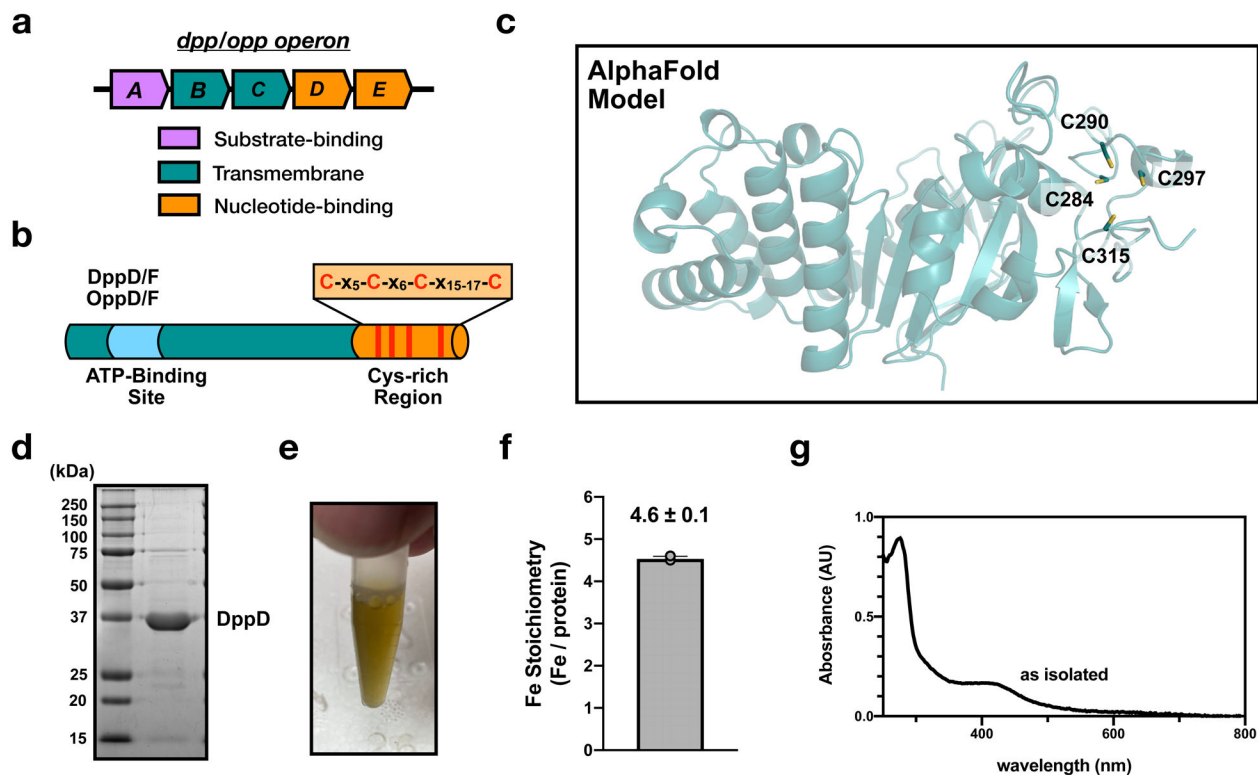 a
dpp/opp operon
A B C D E
Substrate-binding
Transmembrane
Nucleotide-binding
b
DppD/F
OppD/F
C-x5-C-x6-C-x15-17-C
ATP-Binding
Site
Cys-rich
Region
c
AlphaFold
Model
C290
C297
C284
C315
d
(kDa)
250
150
100
75
50
37
25
20
15
DppD
e
f
Fe Stoichiometry
(Fe / protein)
6
5
4
3
2
1
0
4.6 ± 0.1
g
Abosrbance (AU)
1.0
0.5
0.0
as isolated
400 600 800
wavelength (nm)